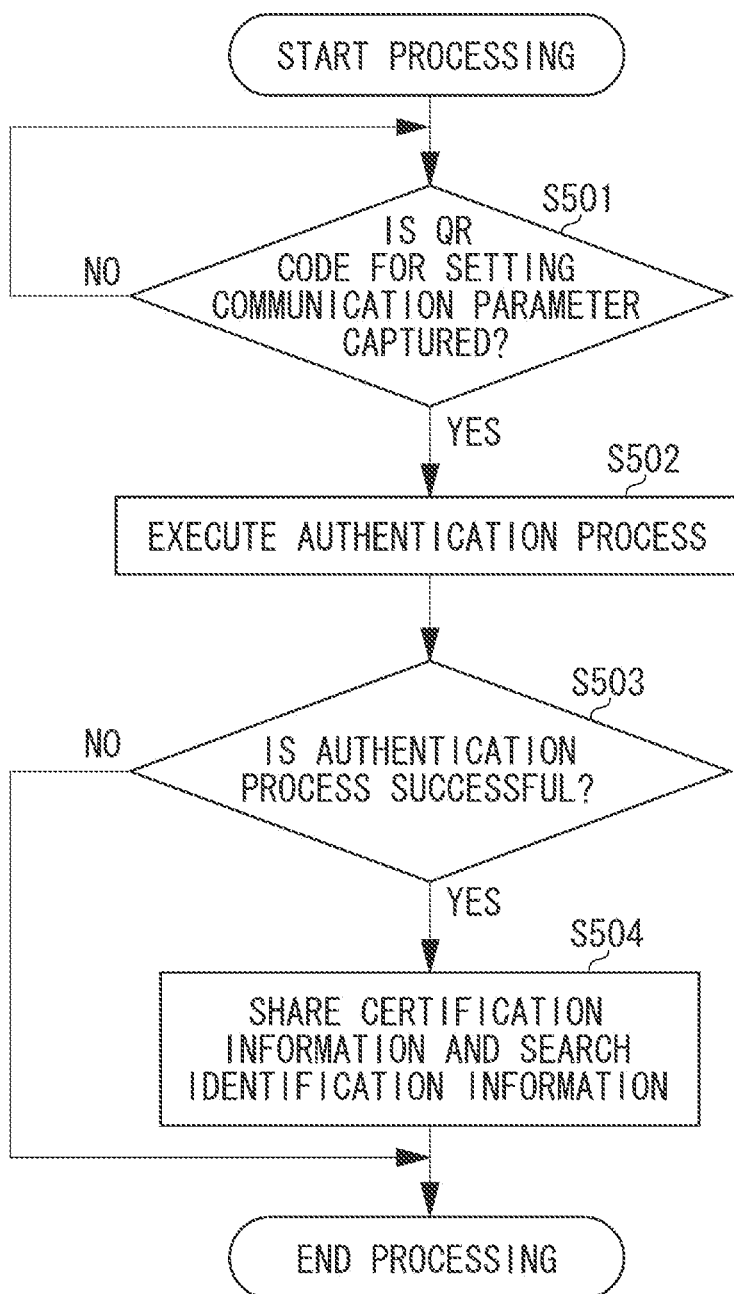 START PROCESSING
S501
IS QR
CODE FOR SETTING
COMMUNICATION PARAMETER
CAPTURED?
NO
YES
S502
EXECUTE AUTHENTICATION PROCESS
S503
NO
IS AUTHENTICATION
PROCESS SUCCESSFUL?
YES
S504
SHARE CERTIFICATION
INFORMATION AND SEARCH
IDENTIFICATION INFORMATION
END PROCESSING